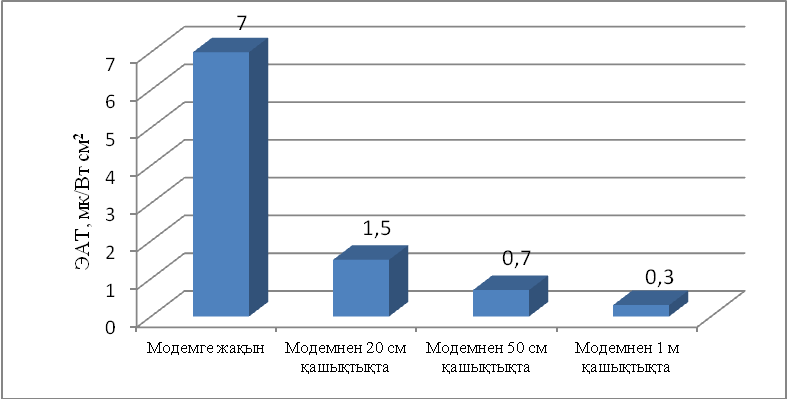 7
7
6
5
4
3
2
1
0
ЭАТ, мк/Вт см²
1,5
0,7
0,3
Модемге жақын
Модемнен 20 см
қашықтықта
Модемнен 50 см
қашықтықта
Модемнен 1 м
қашықтықта